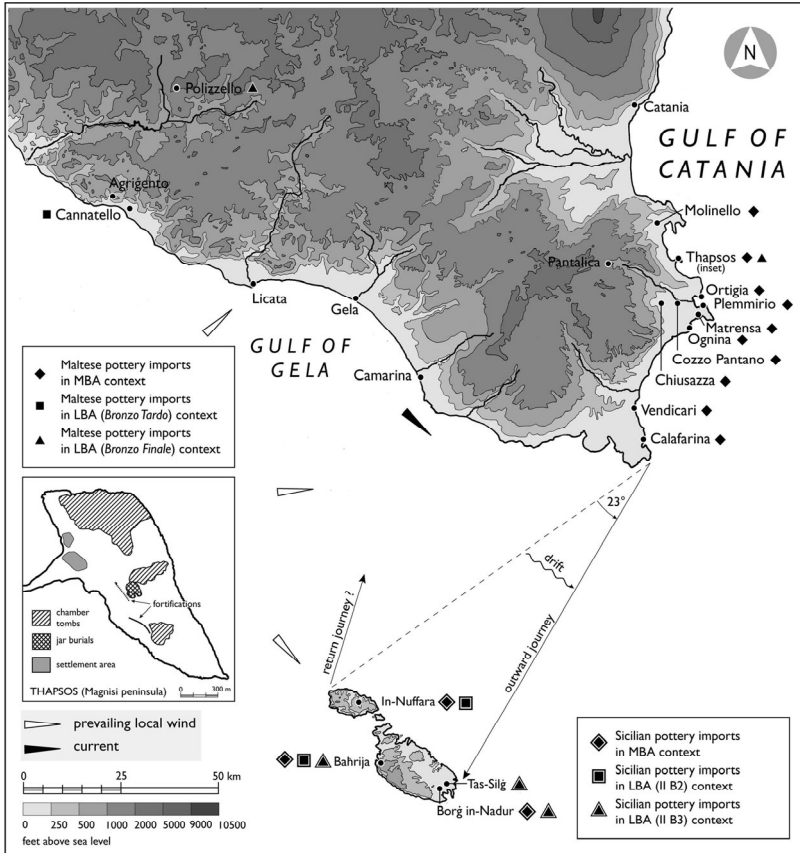 N
Polizzello
Catania
GULF OF
CATANIA
Agrigento
Cannatello
Molinello
Pantalica
Thapsos
(inset)
Licata
Gela
Ortigia
Plemmirio
Matrensa
Ognina
Cozzo Pantano
Chiusazza
GULF OF
GELA
Camarina
Vendicari
Calafarina
Maltese pottery imports
in MBA context
Maltese pottery imports
in LBA (Bronzo Tardo) context
Maltese pottery imports
in LBA (Bronzo Finale) context
23°
drift
outward journey
return journey ?
fortifications
chamber
tombs
jar burials
settlement area
THAPSOS (Magnisi peninsula)
0 300 m
prevailing local wind
current
0 25 50 km
0 250 500 1000 2000 5000 9000 10500
feet above sea level
In-Nuffara
Bahrija
Tas-Silġ
Borġ in-Nadur
Sicilian pottery imports
in MBA context
Sicilian pottery imports
in LBA (II B2) context
Sicilian pottery imports
in LBA (II B3) context